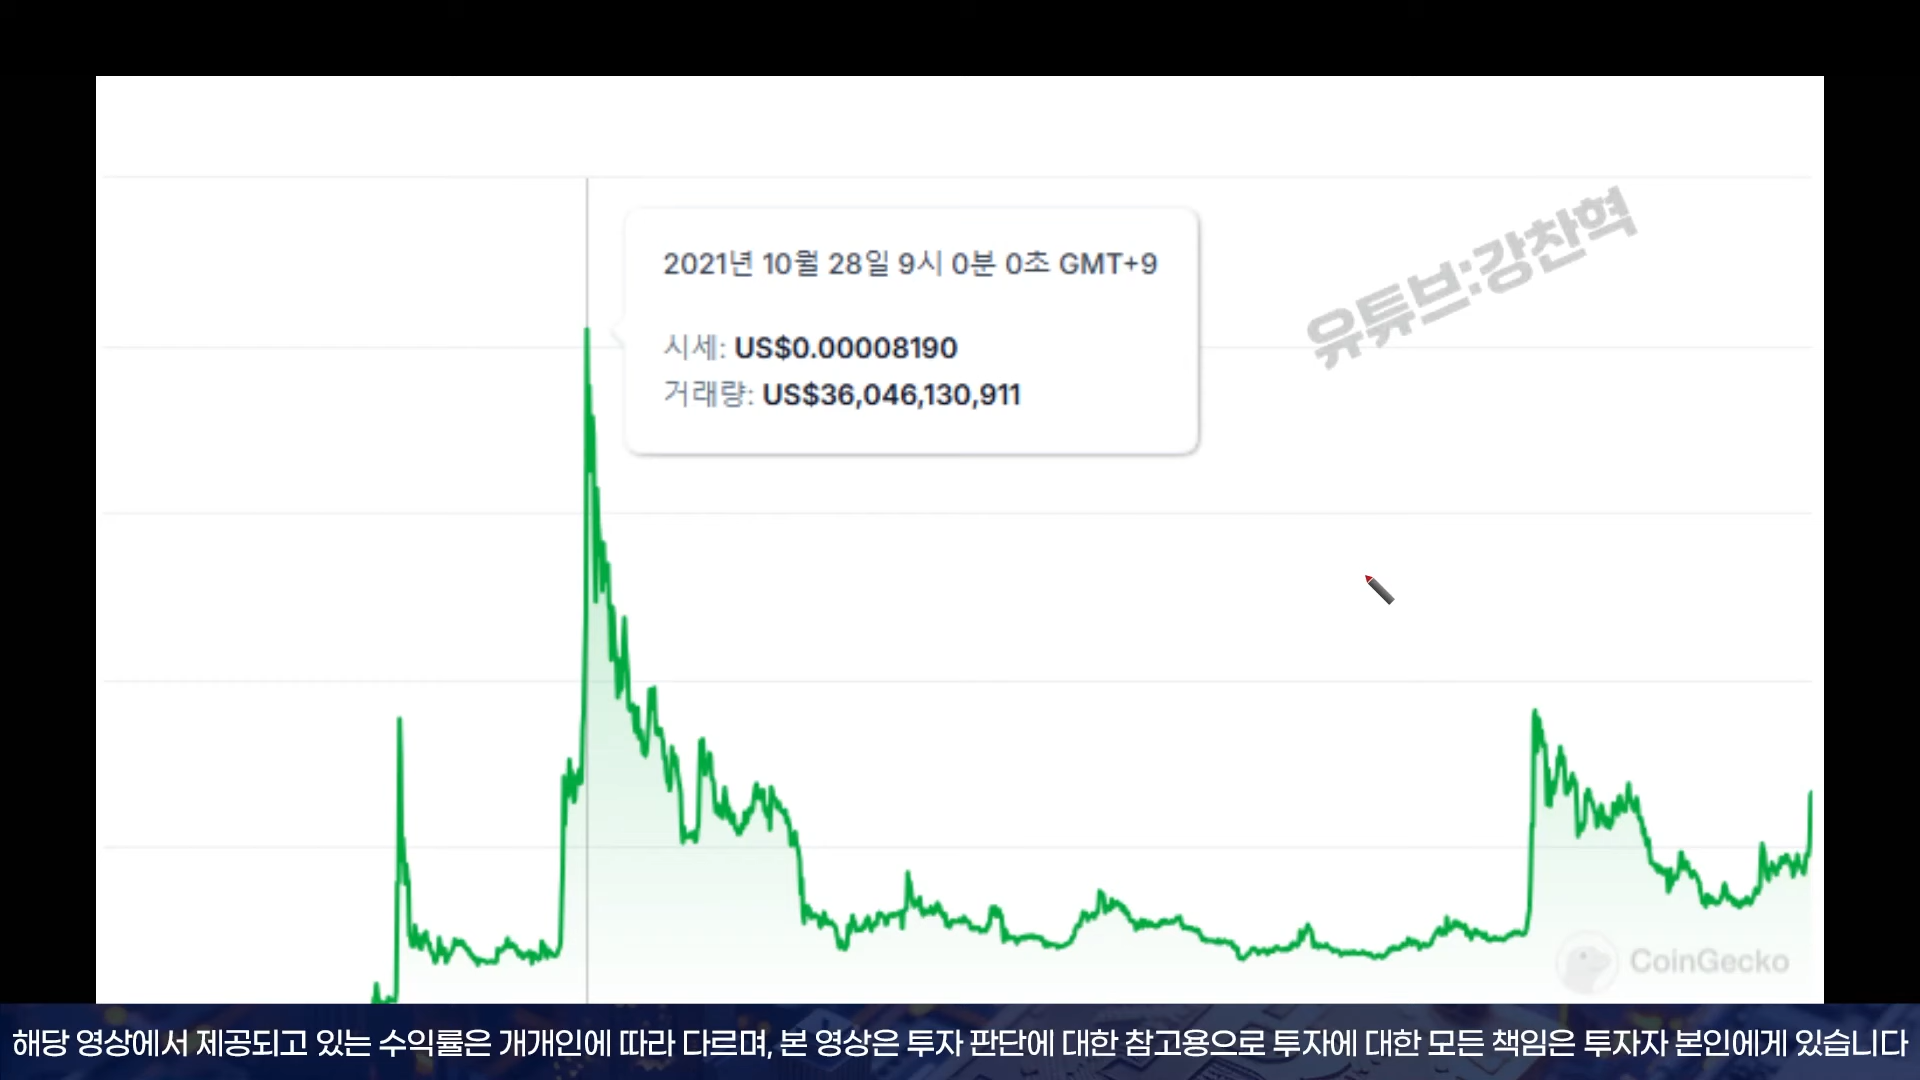 2021년 10월 28일 9시 0분 0초 GMT+9
유튜브:강찬혁
시세: US$0.00008190
거래량: US$36,046,130,911
CoinGecko
해당 영상에서 제공되고 있는 수익률은 개개인에 따라 다르며, 본 영상은 투자 판단에 대한 참고용으로 투자에 대한 모든 책임은 투자자 본인에게 있습니다